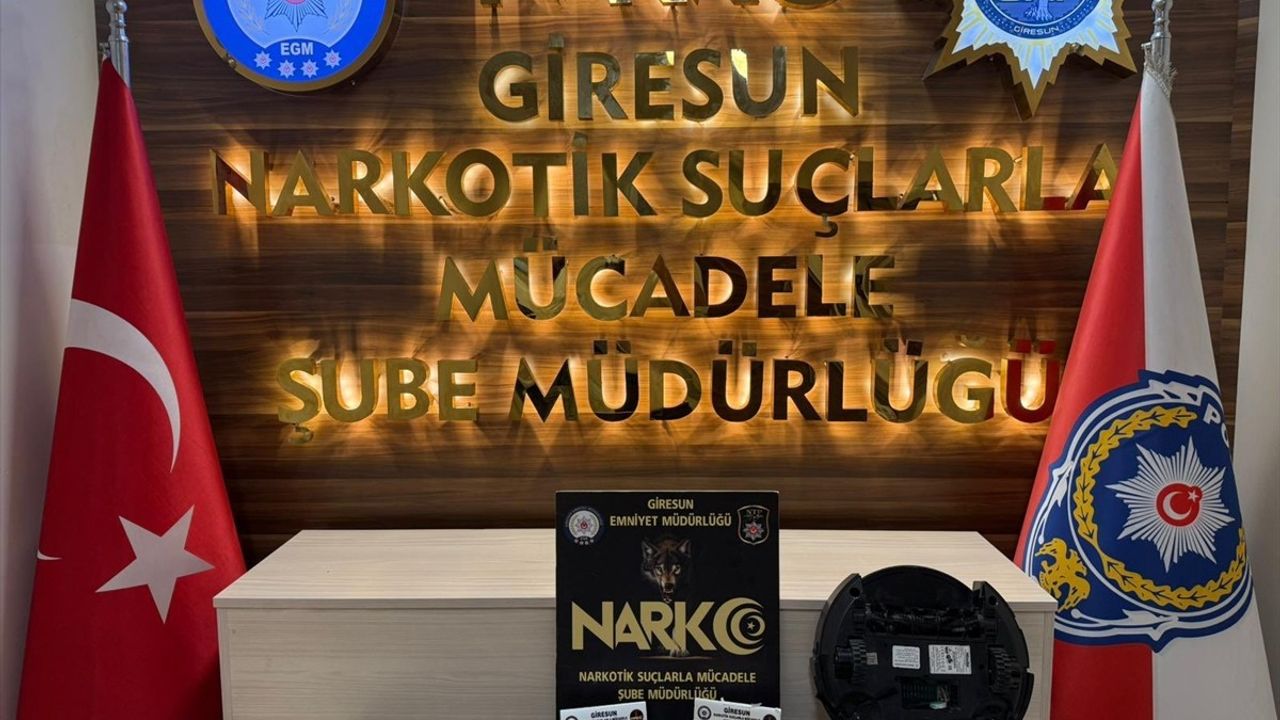 EGM
GİRESUN
GİRESUN
NARKOTİK SUÇLARLA
MÜCADELE
ŞUBE MÜDÜRLÜĞÜ
GİRESUN
EMNİYET MÜDÜRLÜĞÜ
NARKO
NARKOTİK SUÇLARLA MÜCADELE
ŞUBE MÜDÜRLÜĞÜ
GİRESUN
GİRESUN